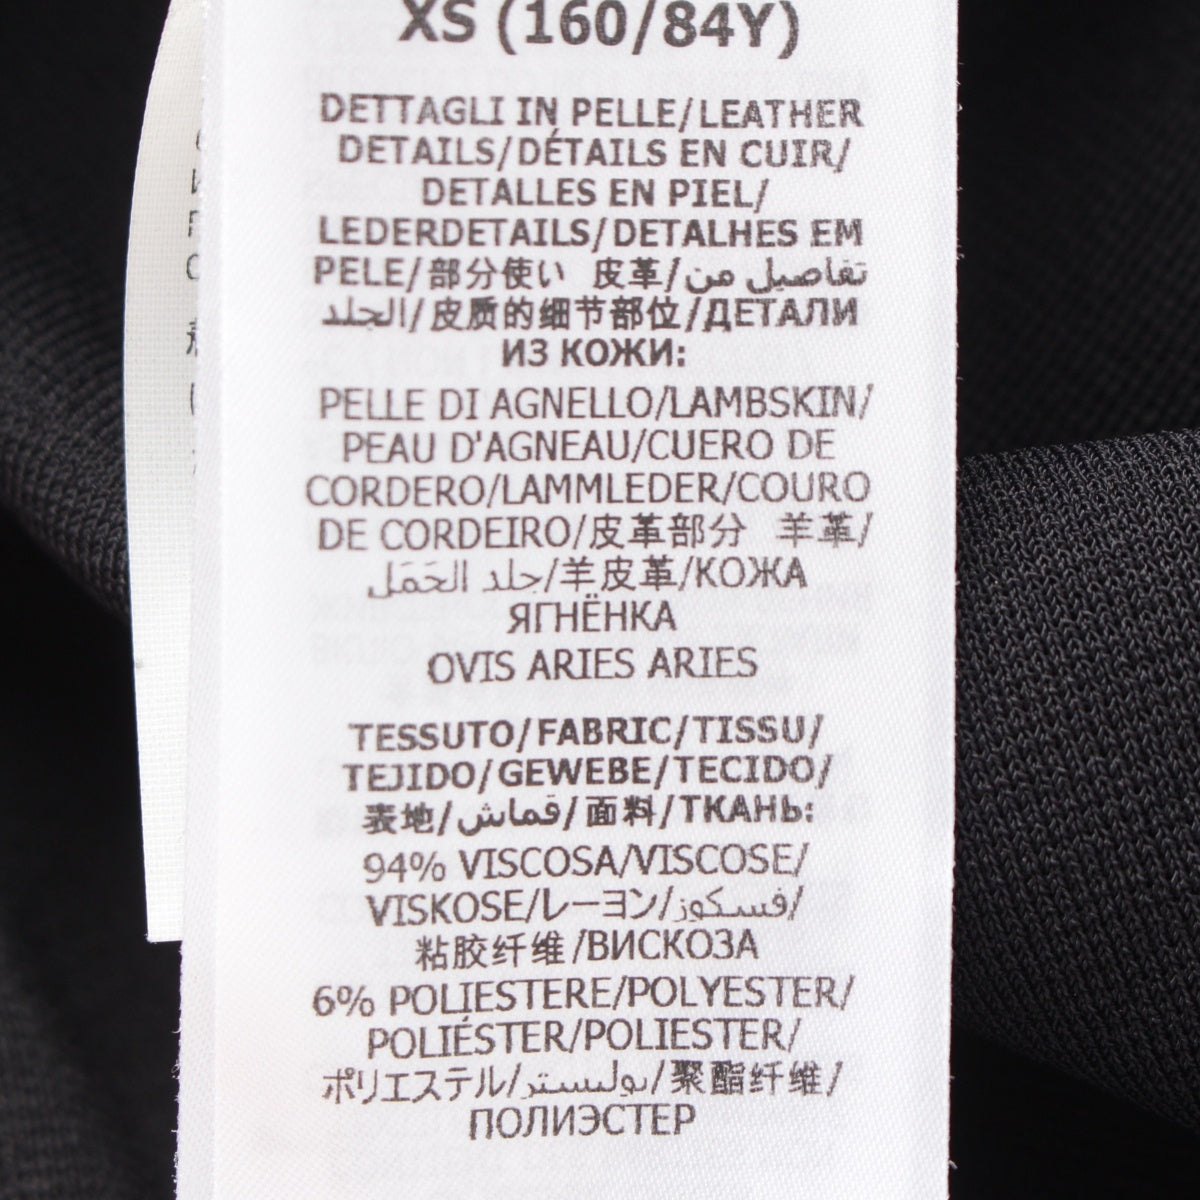 XS (160/84Y)
DETTAGLI IN PELLE/LEATHER
DETAILS/DÉTAILS EN CUIR/
DETALLES EN PIEL/
LEDERDETAILS/DETALHES EM
PELE/部分使い 皮革/تفاصيل من
الجلد/皮质的细节部位/ДЕТАЛИ
ИЗ КОЖИ:
PELLE DI AGNELLO/LAMBSKIN/
PEAU D'AGNEAU/CUERO DE
CORDERO/LAMMLEDER/COURO
DE CORDEIRO/皮革部分 羊革/
جلد الحَمَل/羊皮革/КОЖА
ЯГНЁНКА
OVIS ARIES ARIES
TESSUTO/FABRIC/TISSU/
TEJIDO/GEWEBE/TECIDO/
表地/قماش/面料/ТКАНЬ:
94% VISCOSA/VISCOSE/
VISKOSE/レーヨン/فسكوز/
粘胶纤维/ВИСКОЗА
6% POLIESTERE/POLYESTER/
POLIÉSTER/POLIESTER/
ポリエステル/بوليستر/聚酯纤维/
ПОЛИЭСТЕР